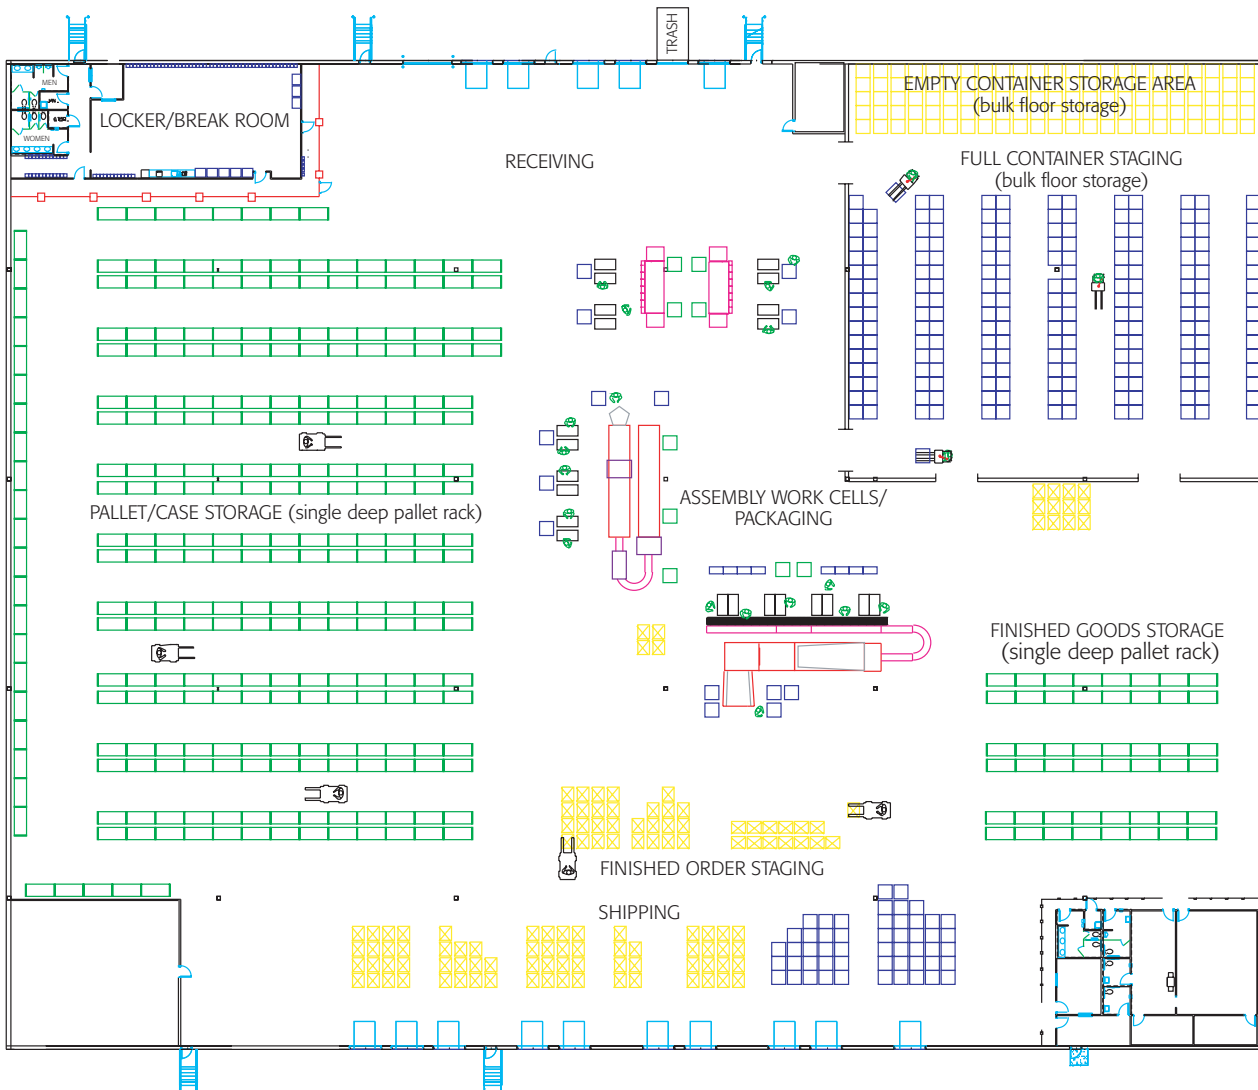 TRASH
MEN
WOMEN
LOCKER/BREAK ROOM
RECEIVING
EMPTY CONTAINER STORAGE AREA
(bulk floor storage)
FULL CONTAINER STAGING
(bulk floor storage)
PALLET/CASE STORAGE (single deep pallet rack)
ASSEMBLY WORK CELLS/
PACKAGING
FINISHED GOODS STORAGE
(single deep pallet rack)
FINISHED ORDER STAGING
SHIPPING